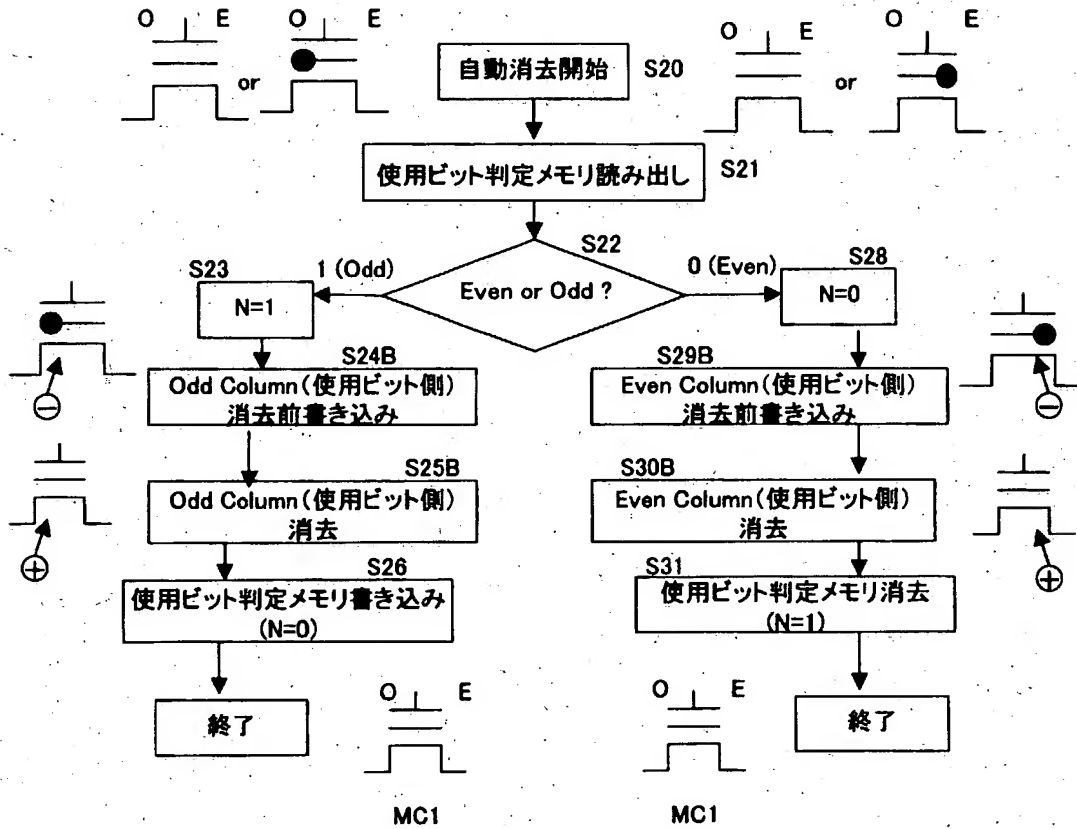 O E O E
or
自動消去開始 S20
O E O E
or
使用ビット判定メモリ読み出し S21
S22
Even or Odd ?
1 (Odd)
S23
N=1
0 (Even)
S28
N=0
S24B
Odd Column(使用ビット側)
消去前書き込み
⊖
S29B
Even Column(使用ビット側)
消去前書き込み
⊖
S25B
Odd Column(使用ビット側)
消去
⊕
S30B
Even Column(使用ビット側)
消去
⊕
S26
使用ビット判定メモリ書き込み
(N=0)
S31
使用ビット判定メモリ消去
(N=1)
終了
O E
MC1
O E
MC1
終了